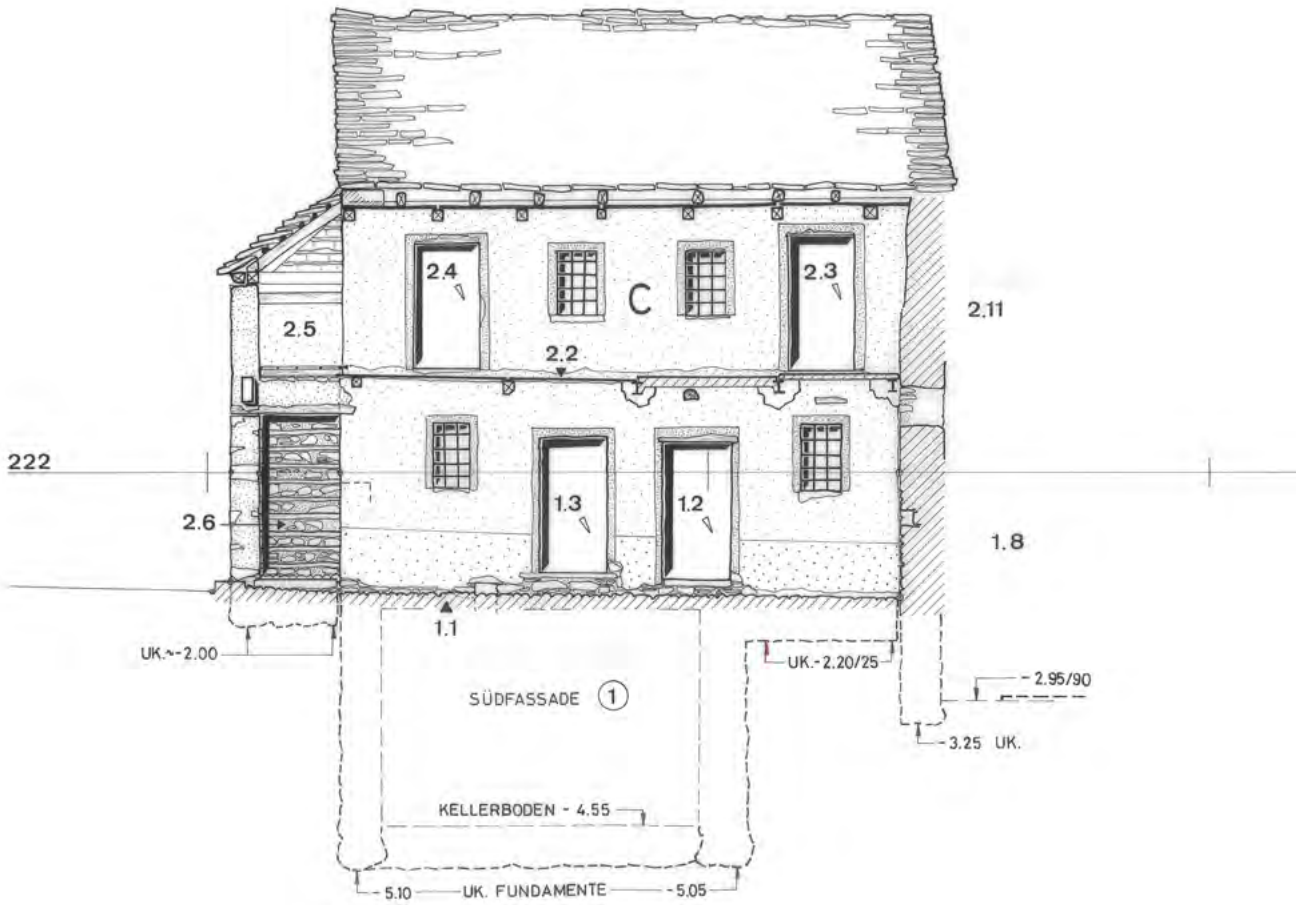 2.4
2.3
C
2.11
2.5
2.2
222
1.3
1.2
2.6
1.8
1.1
UK.~-2.00
UK.-2.20/25
-2.95/90
SÜDFASSADE 1
-3.25 UK.
KELLERBODEN - 4.55
-5.10 UK. FUNDAMENTE -5.05